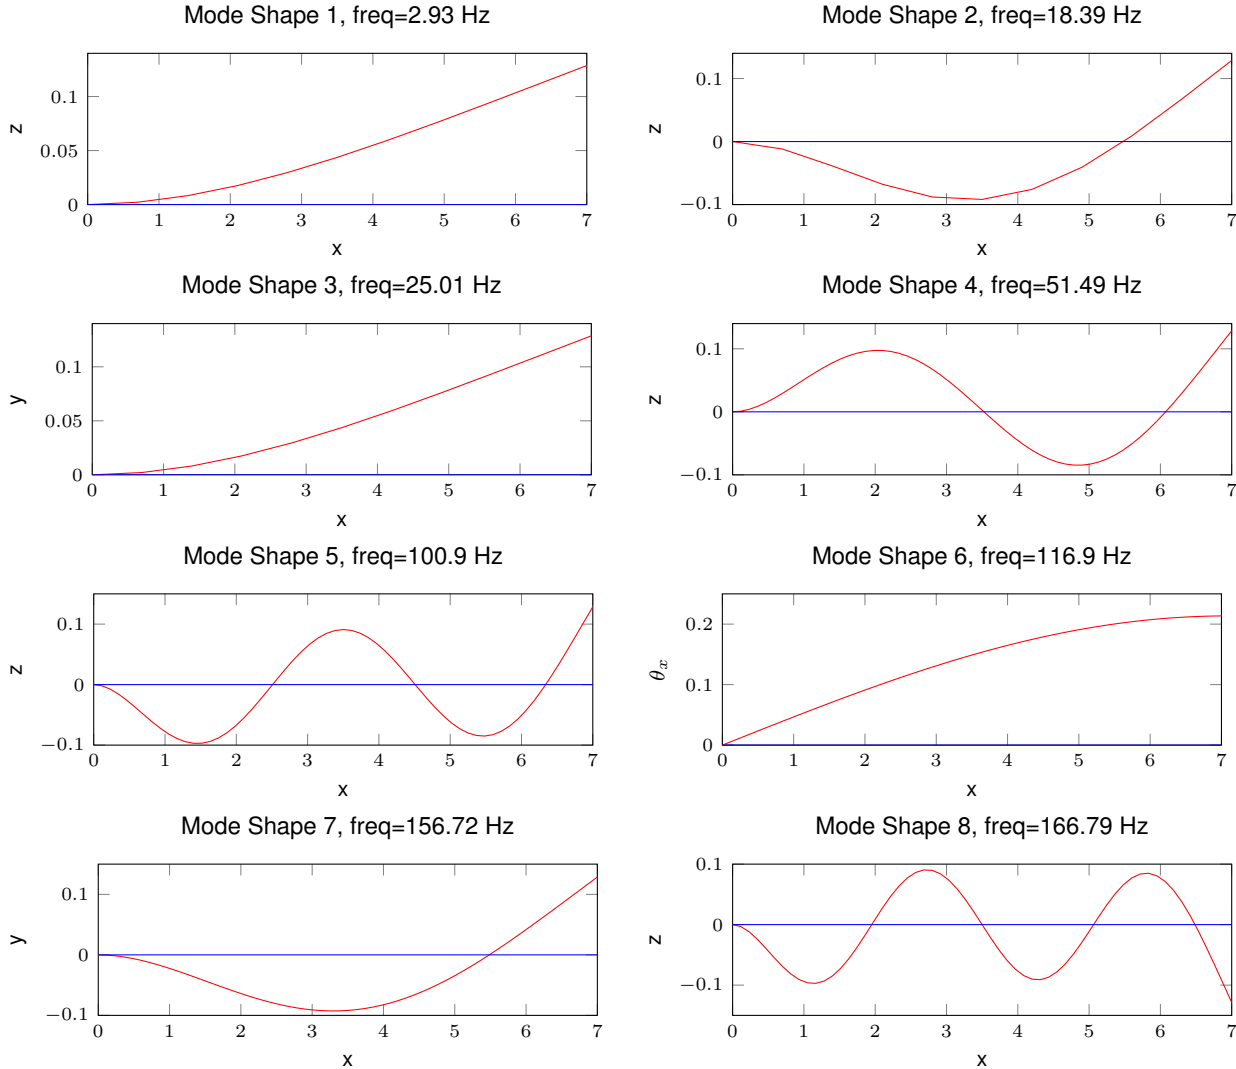 Mode Shape 1, freq=2.93 Hz
0.1
0.05
0
z
0 1 2 3 4 5 6 7
x
Mode Shape 2, freq=18.39 Hz
0.1
0
−0.1
z
0 1 2 3 4 5 6 7
x
Mode Shape 3, freq=25.01 Hz
0.1
0.05
0
y
0 1 2 3 4 5 6 7
x
Mode Shape 4, freq=51.49 Hz
0.1
0
−0.1
z
0 1 2 3 4 5 6 7
x
Mode Shape 5, freq=100.9 Hz
0.1
0
−0.1
z
0 1 2 3 4 5 6 7
x
Mode Shape 6, freq=116.9 Hz
0.2
0.1
0
θx
0 1 2 3 4 5 6 7
x
Mode Shape 7, freq=156.72 Hz
0.1
0
−0.1
y
0 1 2 3 4 5 6 7
x
Mode Shape 8, freq=166.79 Hz
0.1
0
−0.1
z
0 1 2 3 4 5 6 7
x